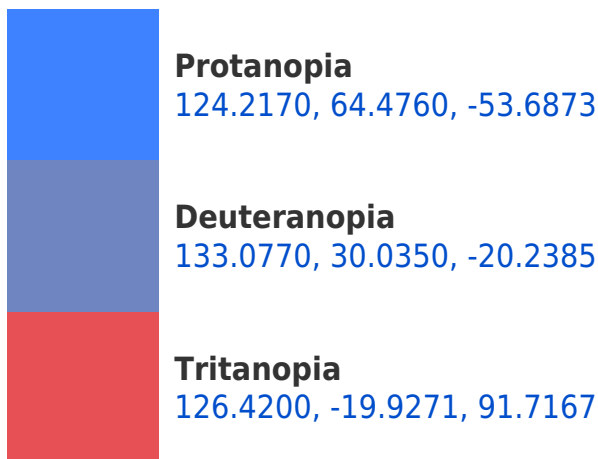 Protanopia
124.2170, 64.4760, -53.6873
Deuteranopia
133.0770, 30.0350, -20.2385
Tritanopia
126.4200, -19.9271, 91.7167